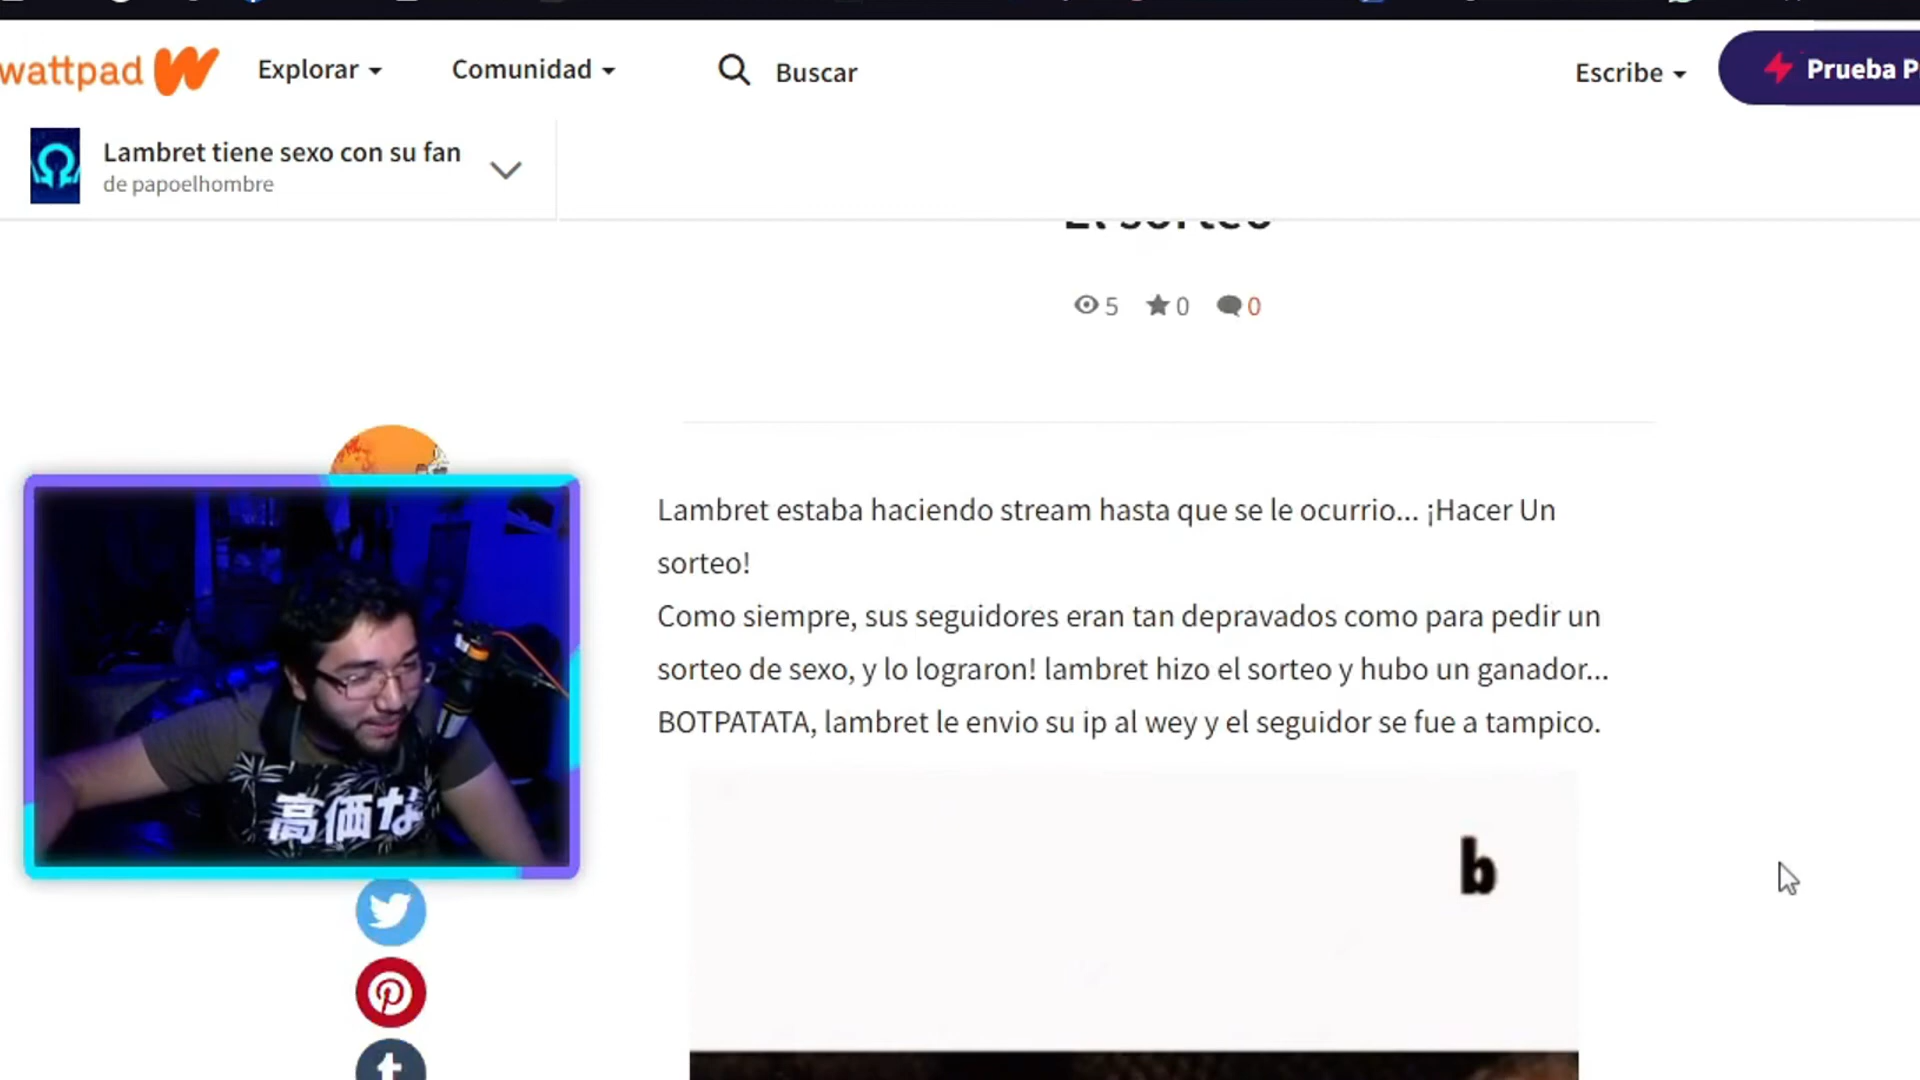 wattpad
Explorar
Comunidad
Buscar
Escribe
Prueba P
Lambret tiene sexo con su fan
de papoelhombre
El sorteo
5 0 0
Lambret estaba haciendo stream hasta que se le ocurrio... ¡Hacer Un
sorteo!
Como siempre, sus seguidores eran tan depravados como para pedir un
sorteo de sexo, y lo lograron! lambret hizo el sorteo y hubo un ganador...
BOTPATATA, lambret le envio su ip al wey y el seguidor se fue a tampico.
高価な
b